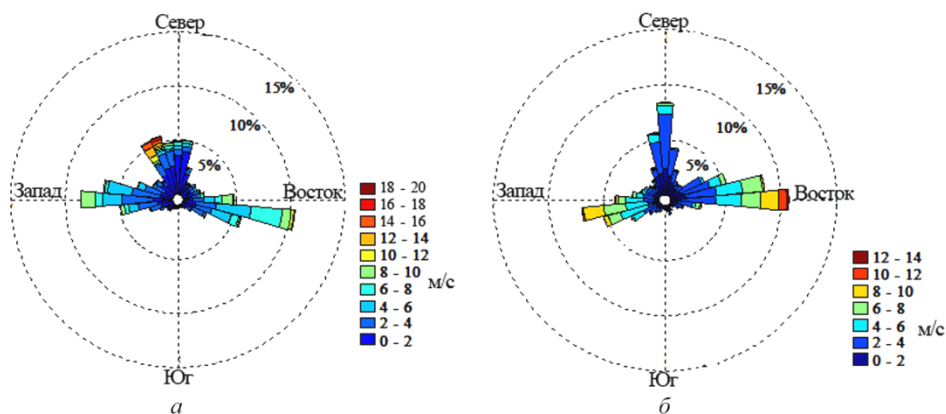 Север
15%
10%
5%
Запад
Восток
Юг
18 - 20
16 - 18
14 - 16
12 - 14
10 - 12
8 - 10
6 - 8
4 - 6
2 - 4
0 - 2
м/с
а
Север
15%
10%
5%
Запад
Восток
Юг
12 - 14
10 - 12
8 - 10
6 - 8
4 - 6
2 - 4
0 - 2
м/с
б